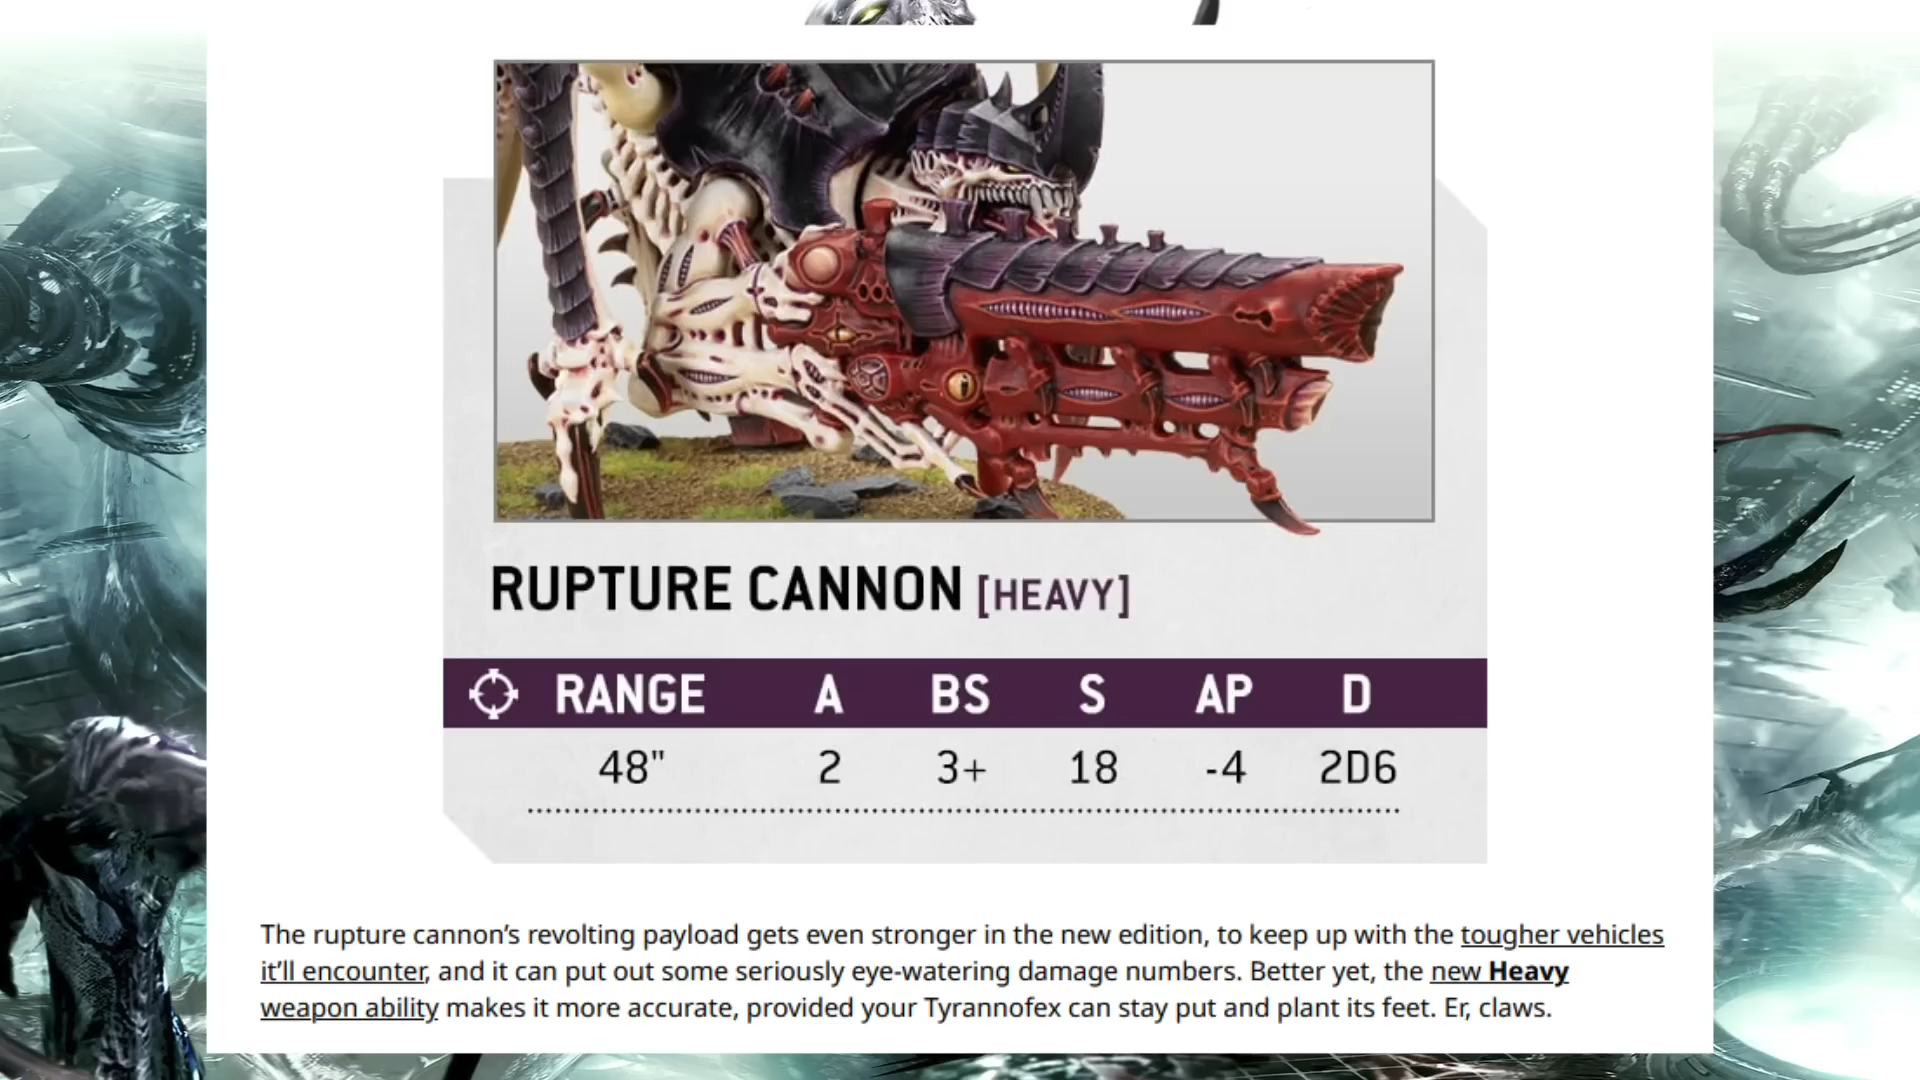 RUPTURE CANNON [HEAVY]
RANGE A BS S AP D
48" 2 3+ 18 -4 2D6
The rupture cannon’s revolting payload gets even stronger in the new edition, to keep up with the tougher vehicles
it’ll encounter, and it can put out some seriously eye-watering damage numbers. Better yet, the new Heavy
weapon ability makes it more accurate, provided your Tyrannofex can stay put and plant its feet. Er, claws.